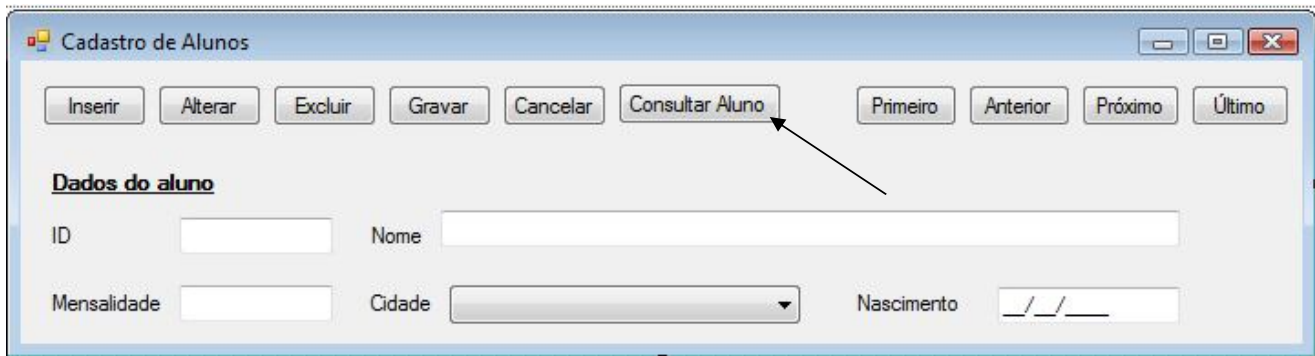 Cadastro de Alunos
Inserir Alterar Excluir Gravar Cancelar Consultar Aluno Primeiro Anterior Próximo Último
Dados do aluno
ID Nome
Mensalidade Cidade Nascimento __/__/____